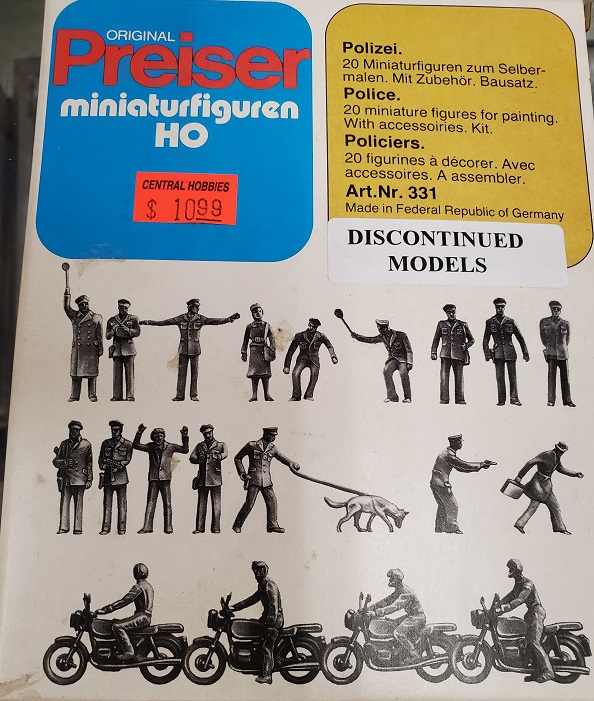 ORIGINAL
Preiser
miniaturfiguren
HO
CENTRAL HOBBIES
$ 10.99
Polizei.
20 Miniaturfiguren zum Selber-
malen. Mit Zubehör. Bausatz.
Police.
20 miniature figures for painting.
With accessoiries. Kit.
Policiers.
20 figurines à décorer. Avec
accessoires. A assembler.
Art.Nr. 331
Made in Federal Republic of Germany
DISCONTINUED
MODELS